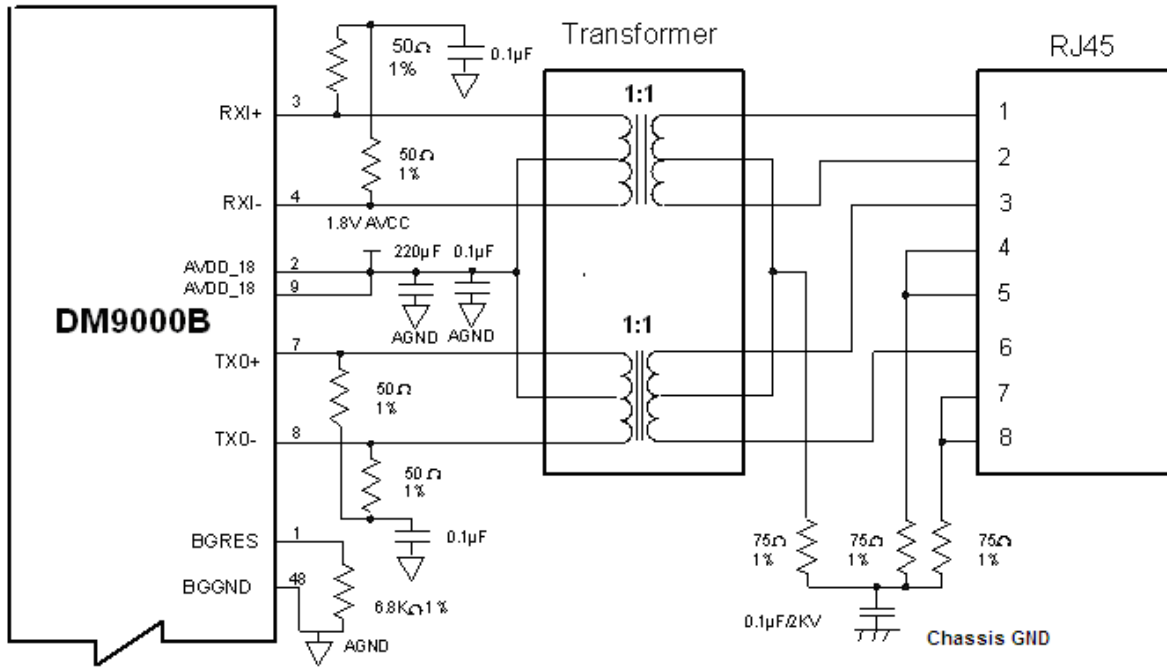 Transformer
RJ45
50Ω
1%
0.1µF
1:1
RXI+
3
1
50Ω
1%
2
RXI-
4
3
1.8V AVCC
4
220µF
0.1µF
AVDD_18
2
AVDD_18
9
5
DM9000B
AGND
AGND
1:1
6
TX0+
7
50Ω
1%
7
TX0-
8
8
50Ω
1%
BGRES
1
0.1µF
75Ω
1%
75Ω
1%
75Ω
1%
BGGND
48
6.8KΩ 1%
0.1µF/2KV
AGND
Chassis GND